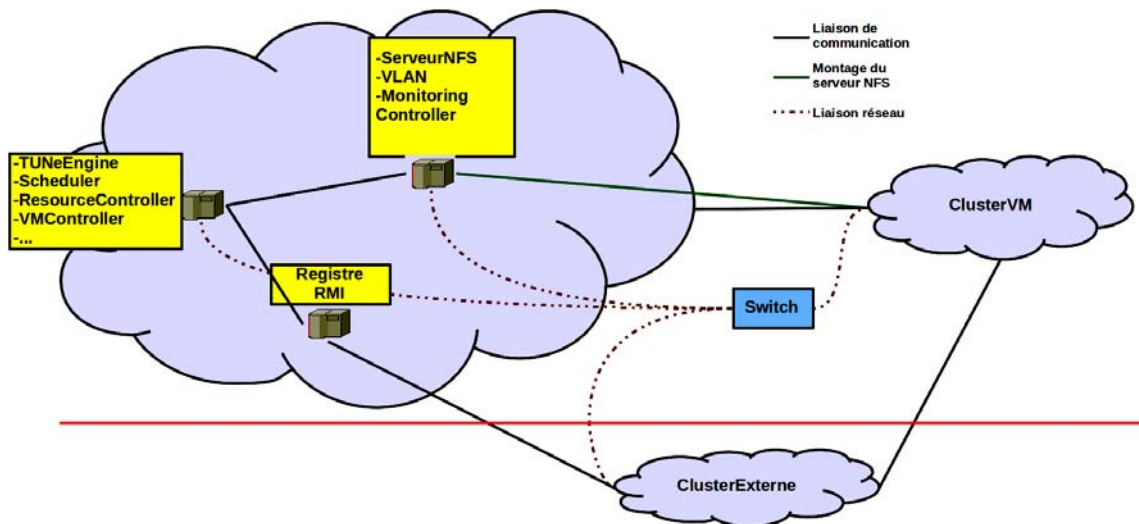 -ServeurNFS
-VLAN
-Monitoring
Controller
Liaison de
communication
Montage du
serveur NFS
Liaison réseau
-TUNeEngine
-Scheduler
-ResourceController
-VMController
-...
ClusterVM
Registre
RMI
Switch
ClusterExterne